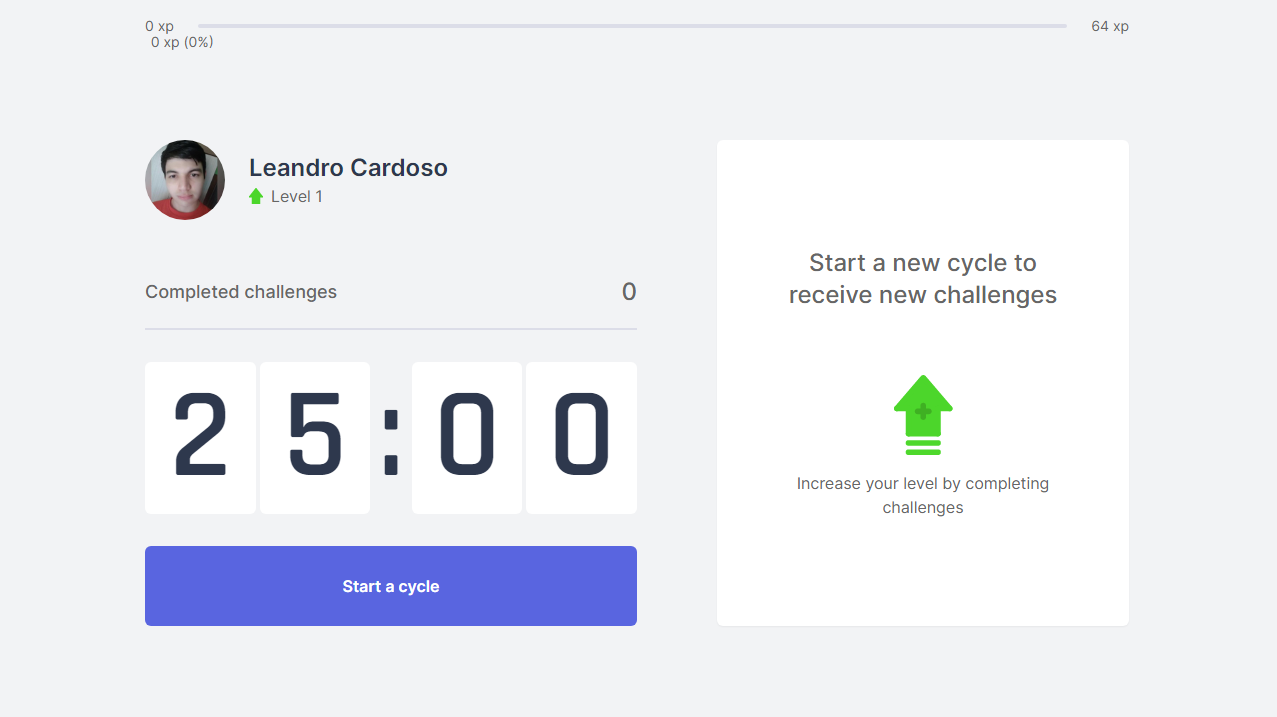 0 xp
64 xp
0 xp (0%)
Leandro Cardoso
Level 1
Completed challenges
0
25:00
Start a cycle
Start a new cycle to
receive new challenges
Increase your level by completing
challenges